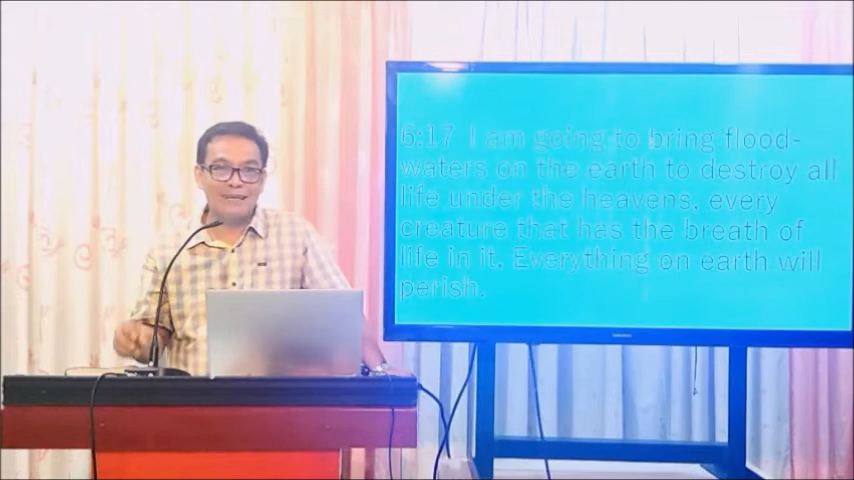 6:17 I am going to bring flood-
waters on the earth to destroy all
life under the heavens, every
creature that has the breath of
life in it. Everything on earth will
perish.